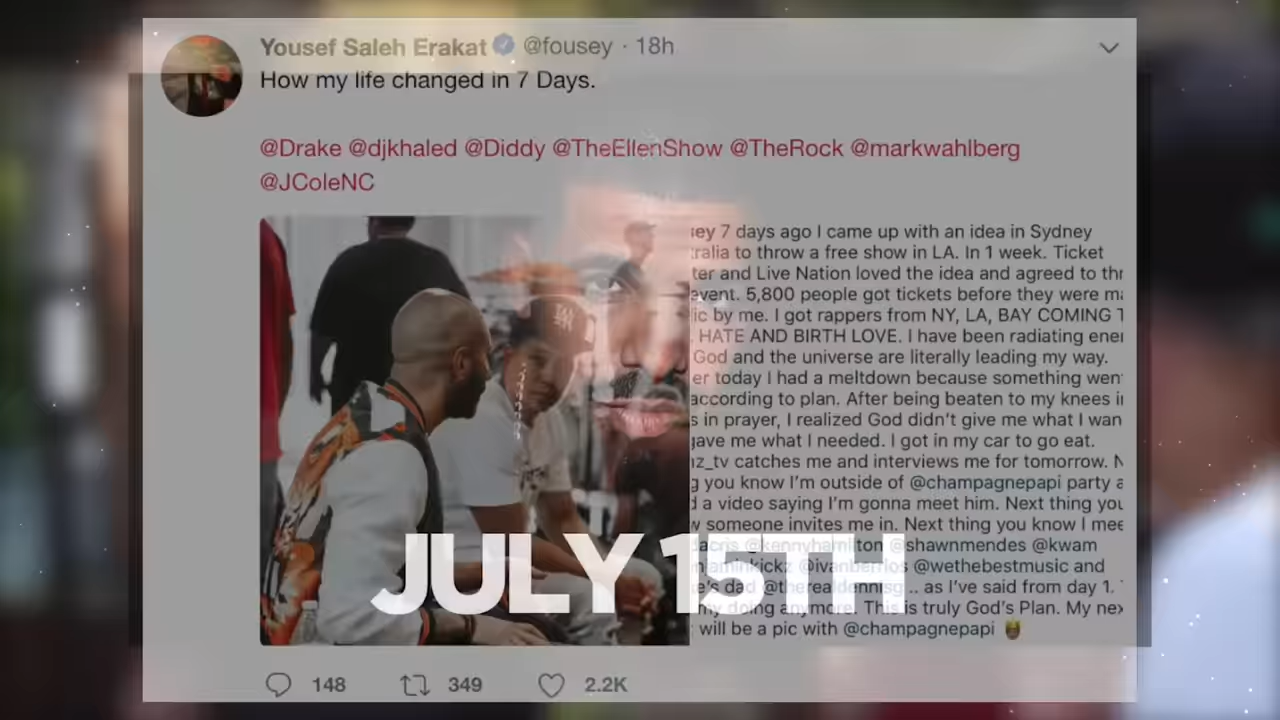 Yousef Saleh Erakat @fousey · 18h
How my life changed in 7 Days.
@Drake @djkhaled @Diddy @TheEllenShow @TheRock @markwahlberg
@JColeNC
7 days ago I came up with an idea in Sydney
to throw a free show in LA. In 1 week. Ticket
and Live Nation loved the idea and agreed to
event. 5,800 people got tickets before they were
by me. I got rappers from NY, LA, BAY COMING
HATE AND BIRTH LOVE. I have been radiating
God and the universe are literally leading my way.
today I had a meltdown because something
according to plan. After being beaten to my knees
in prayer, I realized God didn't give me what I
gave me what I needed. I got in my car to go eat.
catches me and interviews me for tomorrow.
you know I'm outside of @champagnepapi party
a video saying I'm gonna meet him. Next thing
someone invites me in. Next thing you know I
@kennyhamilton @shawnmendes @kwam
@ivanberrios @wethebestmusic and
dad @therealdennisg.. as I've said from day 1.
my doing anymore. This is truly God's Plan. My
will be a pic with @champagnepapi
JULY 15TH
148 349 2.2K